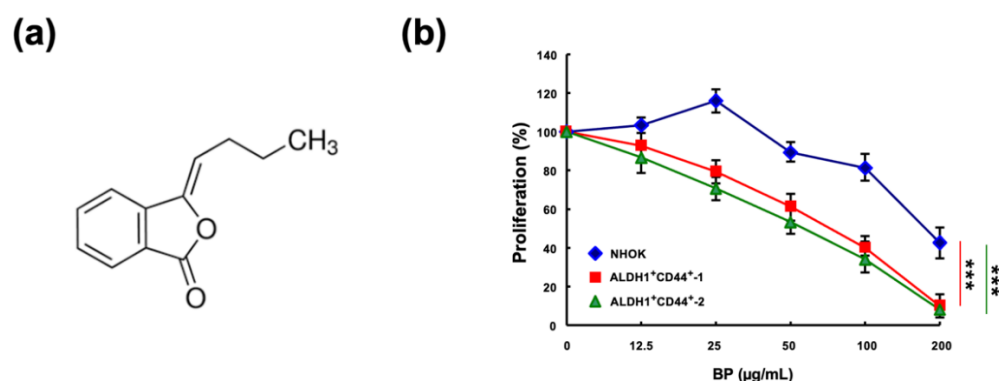 (a)
CH₃
O
O
(b)
Proliferation (%)
140
120
100
80
60
40
20
0
NHOK
ALDH1⁺CD44⁺-1
ALDH1⁺CD44⁺-2
0 12.5 25 50 100 200
BP (µg/mL)
***
***